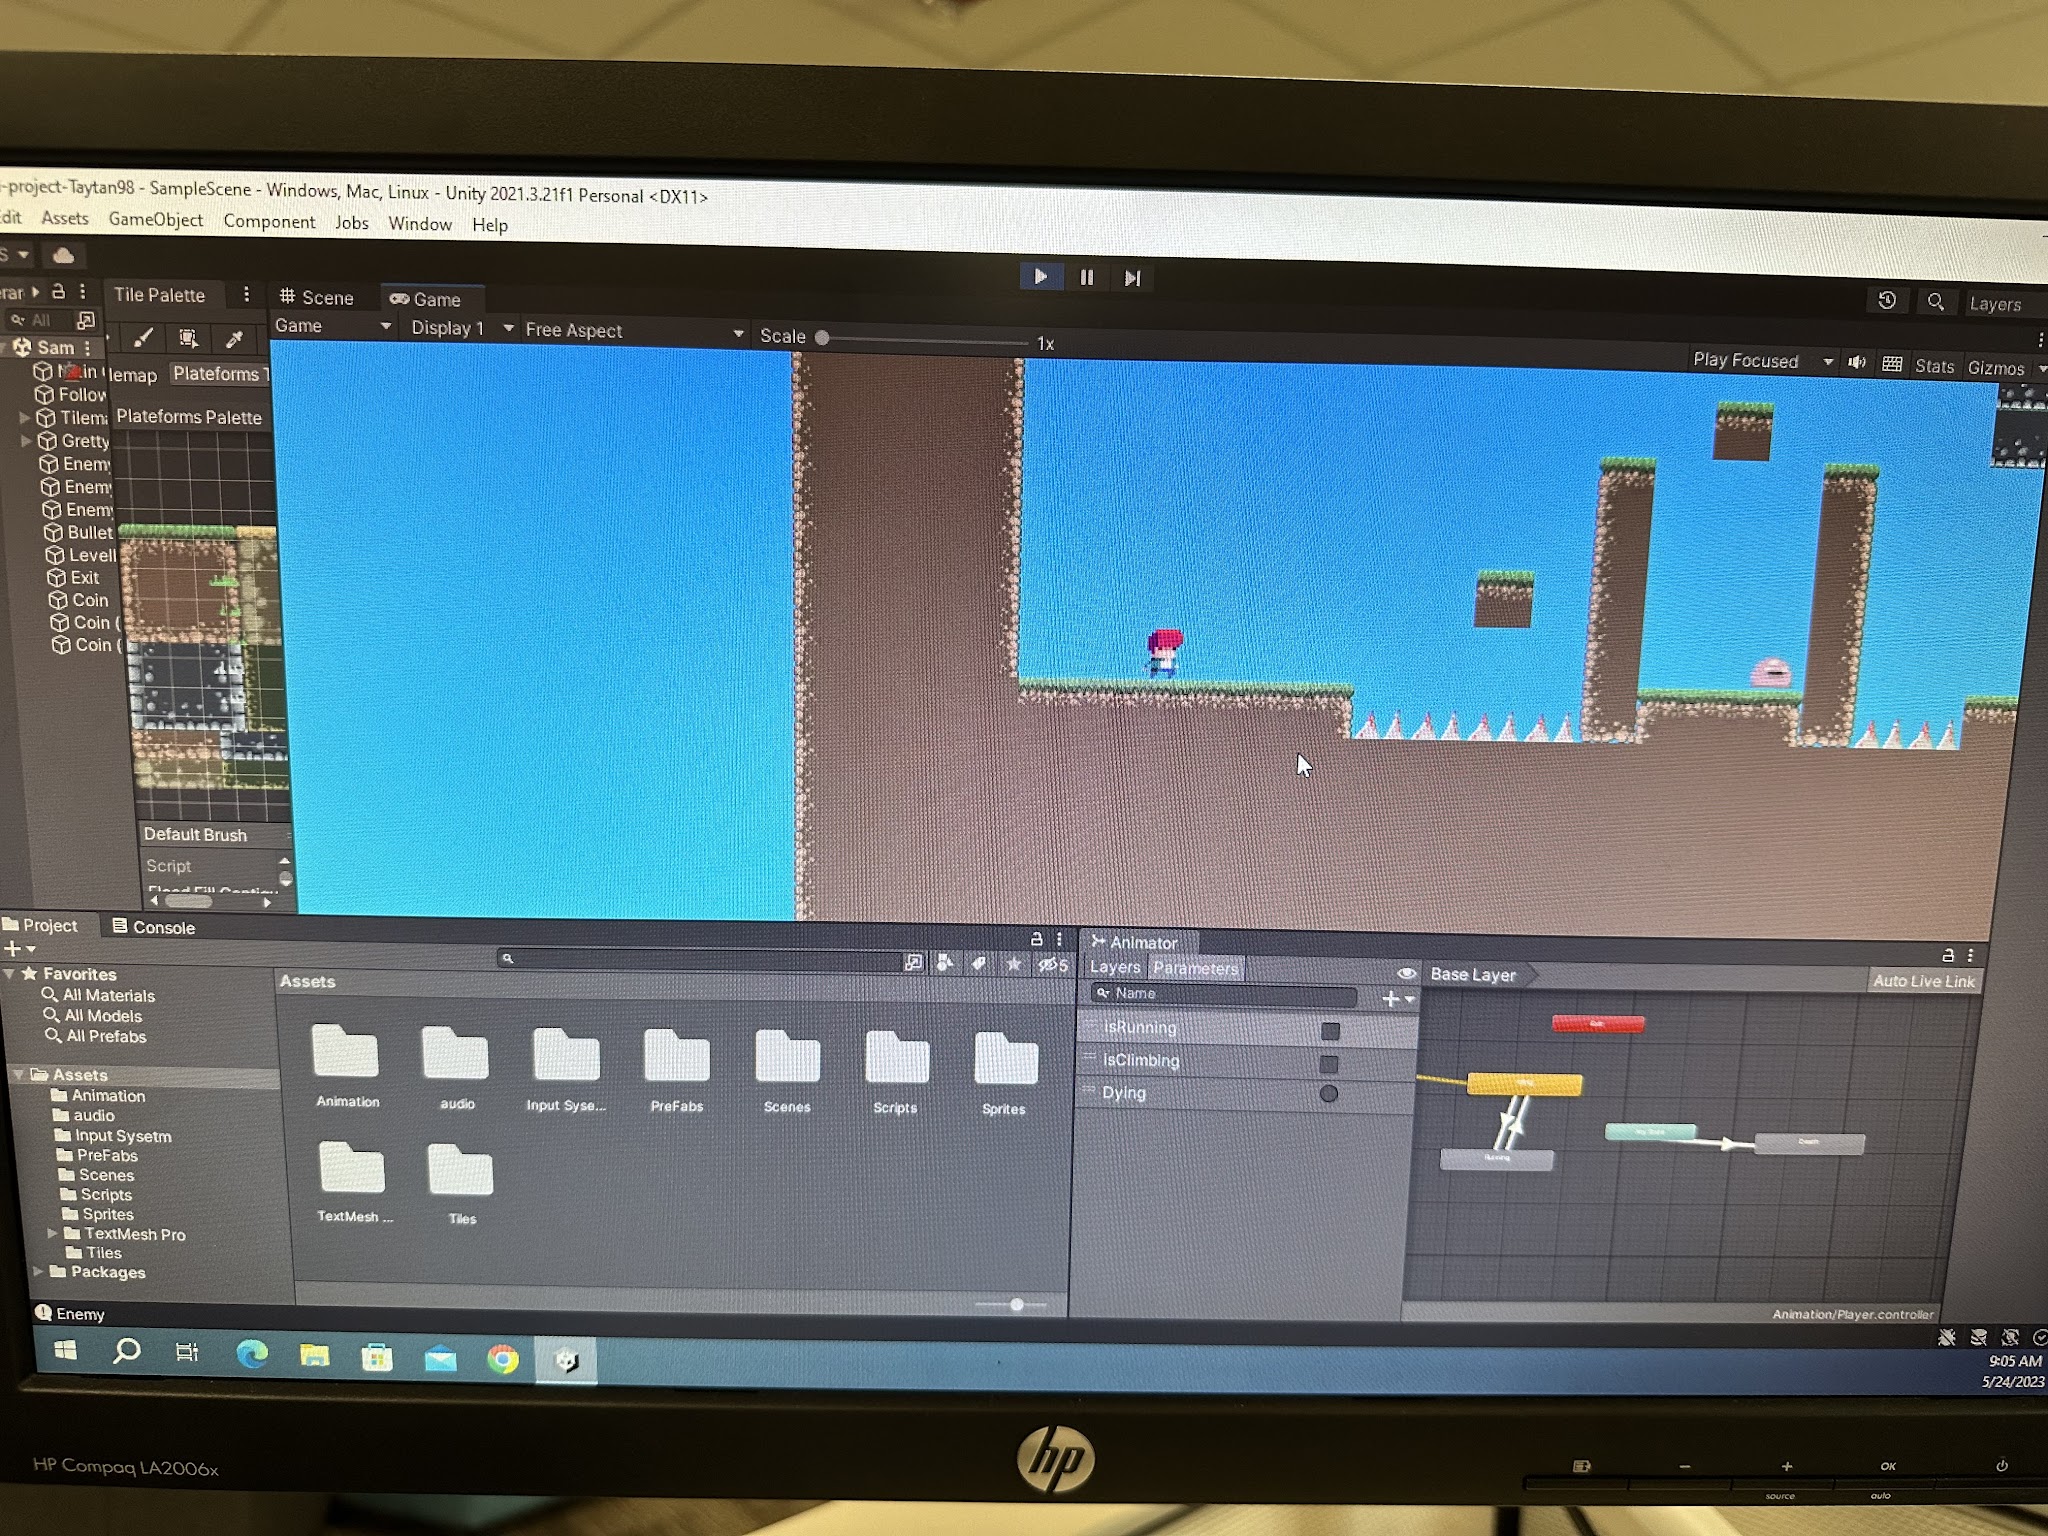 -project-Taytan98 - SampleScene - Windows, Mac, Linux - Unity 2021.3.21f1 Personal <DX11>
dit Assets GameObject Component Jobs Window Help
Layers
Tile Palette
Scene
Game
All
Game
Display 1
Free Aspect
Scale
1x
Play Focused
Stats
Gizmos
Sam
lemap
Plateforms T
Follow
Plateforms Palette
Tilema
Gretty
Enemy
Enemy
Enemy
Bullet
Levell
Exit
Coin
Coin (
Coin (
Default Brush
Script
Project
Console
Favorites
All Materials
All Models
All Prefabs
Assets
Animation
audio
Input Sysetm
PreFabs
Scenes
Scripts
Sprites
TextMesh Pro
Tiles
Packages
5
Assets
Animation
audio
Input Syse...
PreFabs
Scenes
Scripts
Sprites
TextMesh ...
Tiles
Animator
Layers Parameters
Base Layer
Auto Live Link
Name
isRunning
isClimbing
Dying
Running
Death
Animation/Player.controller
Enemy
9:05 AM
5/24/2023
HP Compaq LA2006x
hp
- + OK
source auto